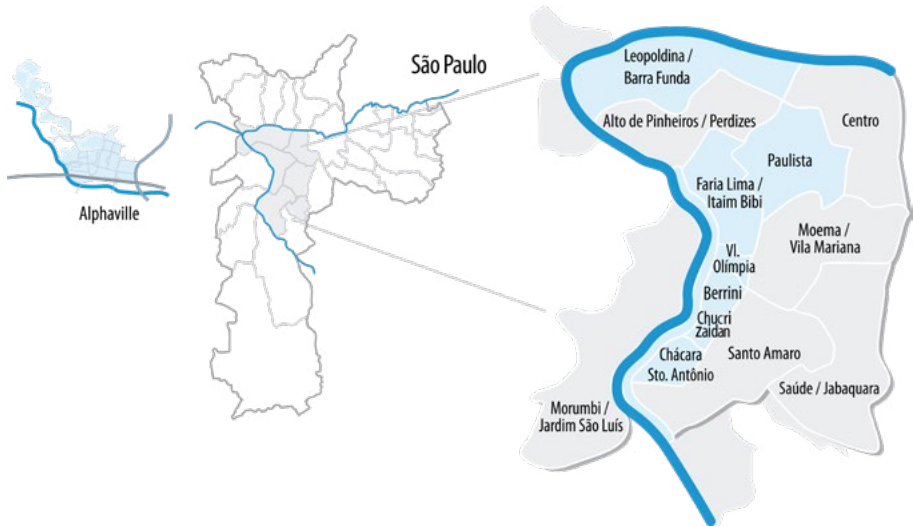 São Paulo
Alphaville
Leopoldina /
Barra Funda
Alto de Pinheiros / Perdizes
Centro
Paulista
Faria Lima /
Itaim Bibi
Moema /
Vila Mariana
Vl.
Olímpia
Berrini
Chucri
Zaidan
Chácara
Sto. Antônio
Santo Amaro
Saúde / Jabaquara
Morumbi /
Jardim São Luís